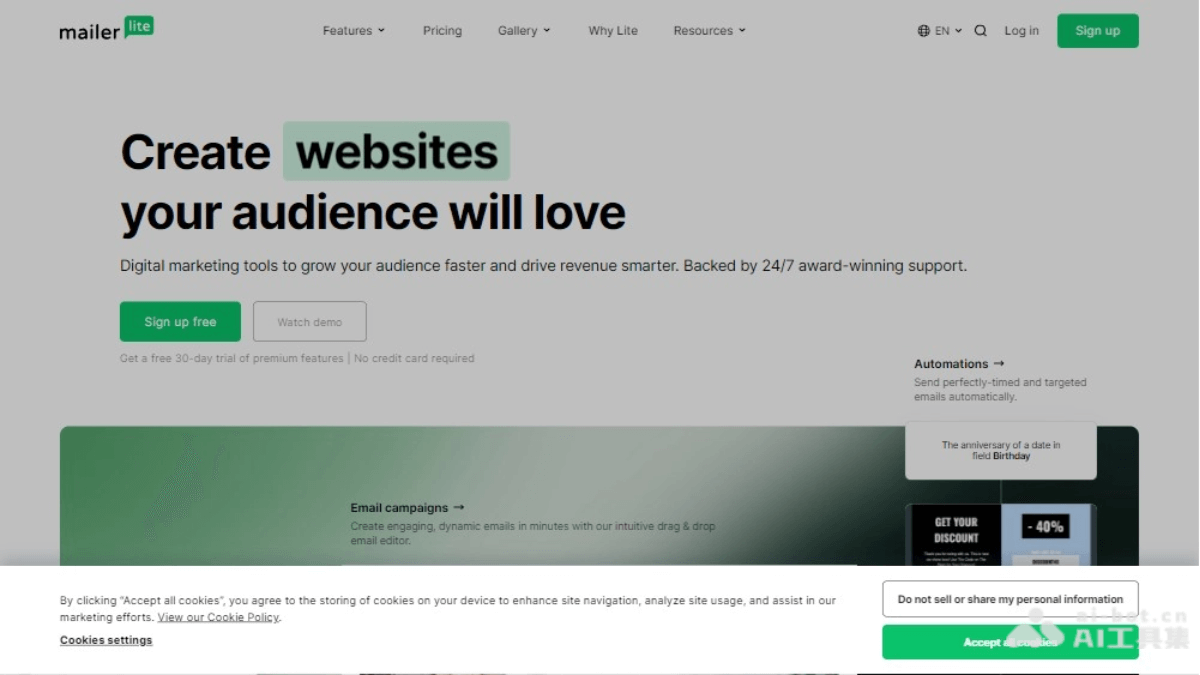 mailer lite
Features
Pricing
Gallery
Why Lite
Resources
EN
Log in
Sign up
Create websites
your audience will love
Digital marketing tools to grow your audience faster and drive revenue smarter. Backed by 24/7 award-winning support.
Sign up free
Watch demo
Get a free 30-day trial of premium features | No credit card required
Automations →
Send perfectly-timed and targeted
emails automatically.
The anniversary of a date in
field Birthday
Email campaigns →
Create engaging, dynamic emails in minutes with our intuitive drag & drop
email editor.
GET YOUR
DISCOUNT
- 40%
By clicking “Accept all cookies”, you agree to the storing of cookies on your device to enhance site navigation, analyze site usage, and assist in our
marketing efforts. View our Cookie Policy.
Cookies settings
Do not sell or share my personal information
Accept all cookies
ai-bot.cn
AI工具集